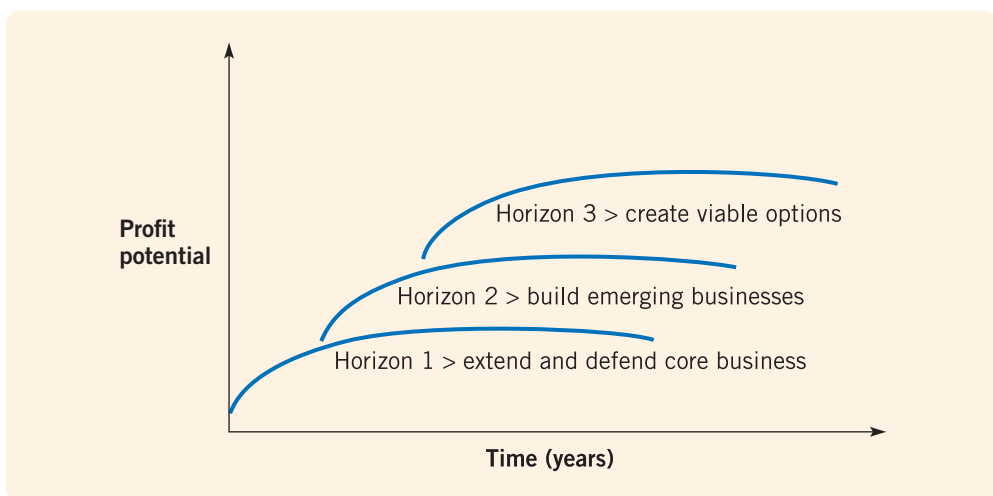 Profit
potential
Horizon 3 > create viable options
Horizon 2 > build emerging businesses
Horizon 1 > extend and defend core business
Time (years)